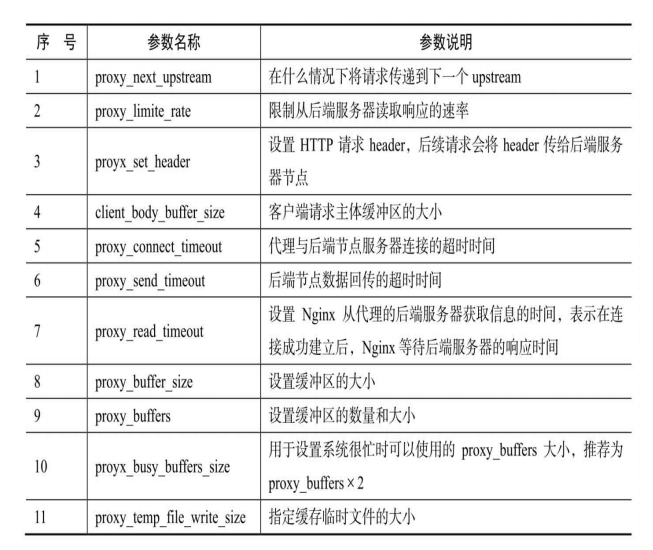 序 号 参数名称 参数说明
1 proxy_next_upstream 在什么情况下将请求传递到下一个 upstream
2 proxy_limite_rate 限制从后端服务器读取响应的速率
3 proyx_set_header 设置 HTTP 请求 header，后续请求会将 header 传给后端服务
器节点
4 client_body_buffer_size 客户端请求主体缓冲区的大小
5 proxy_connect_timeout 代理与后端节点服务器连接的超时时间
6 proxy_send_timeout 后端节点数据回传的超时时间
7 proxy_read_timeout 设置 Nginx 从代理的后端服务器获取信息的时间，表示在连
接成功建立后，Nginx 等待后端服务器的响应时间
8 proxy_buffer_size 设置缓冲区的大小
9 proxy_buffers 设置缓冲区的数量和大小
10 proyx_busy_buffers_size 用于设置系统很忙时可以使用的 proxy_buffers 大小，推荐为
proxy_buffers×2
11 proxy_temp_file_write_size 指定缓存临时文件的大小